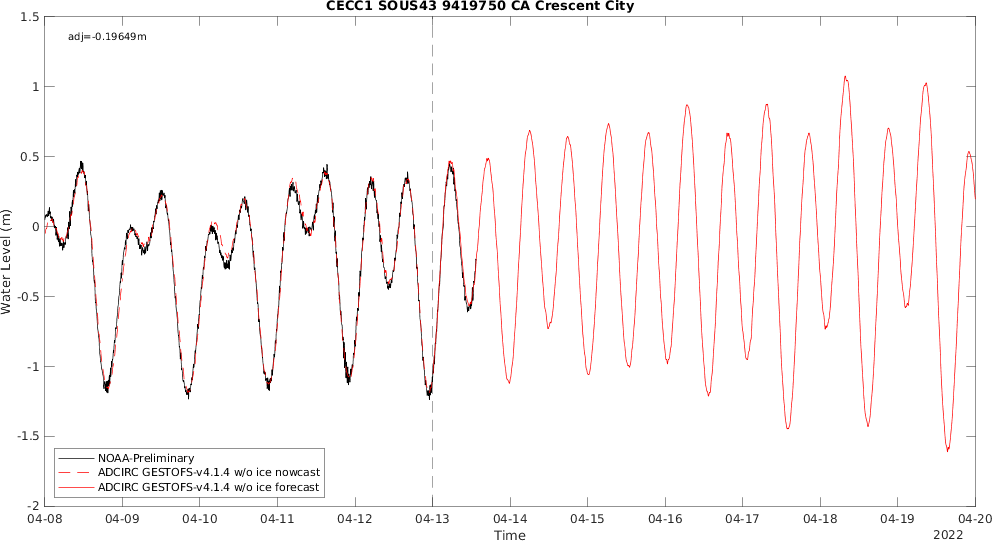 CECC1 SOUS43 9419750 CA Crescent City
adj=-0.19649m
1.5
1
0.5
0
-0.5
-1
-1.5
-2
Water Level (m)
NOAA-Preliminary
ADCIRC GESTOFS-v4.1.4 w/o ice nowcast
ADCIRC GESTOFS-v4.1.4 w/o ice forecast
04-08 04-09 04-10 04-11 04-12 04-13 04-14 04-15 04-16 04-17 04-18 04-19 04-20
Time
2022